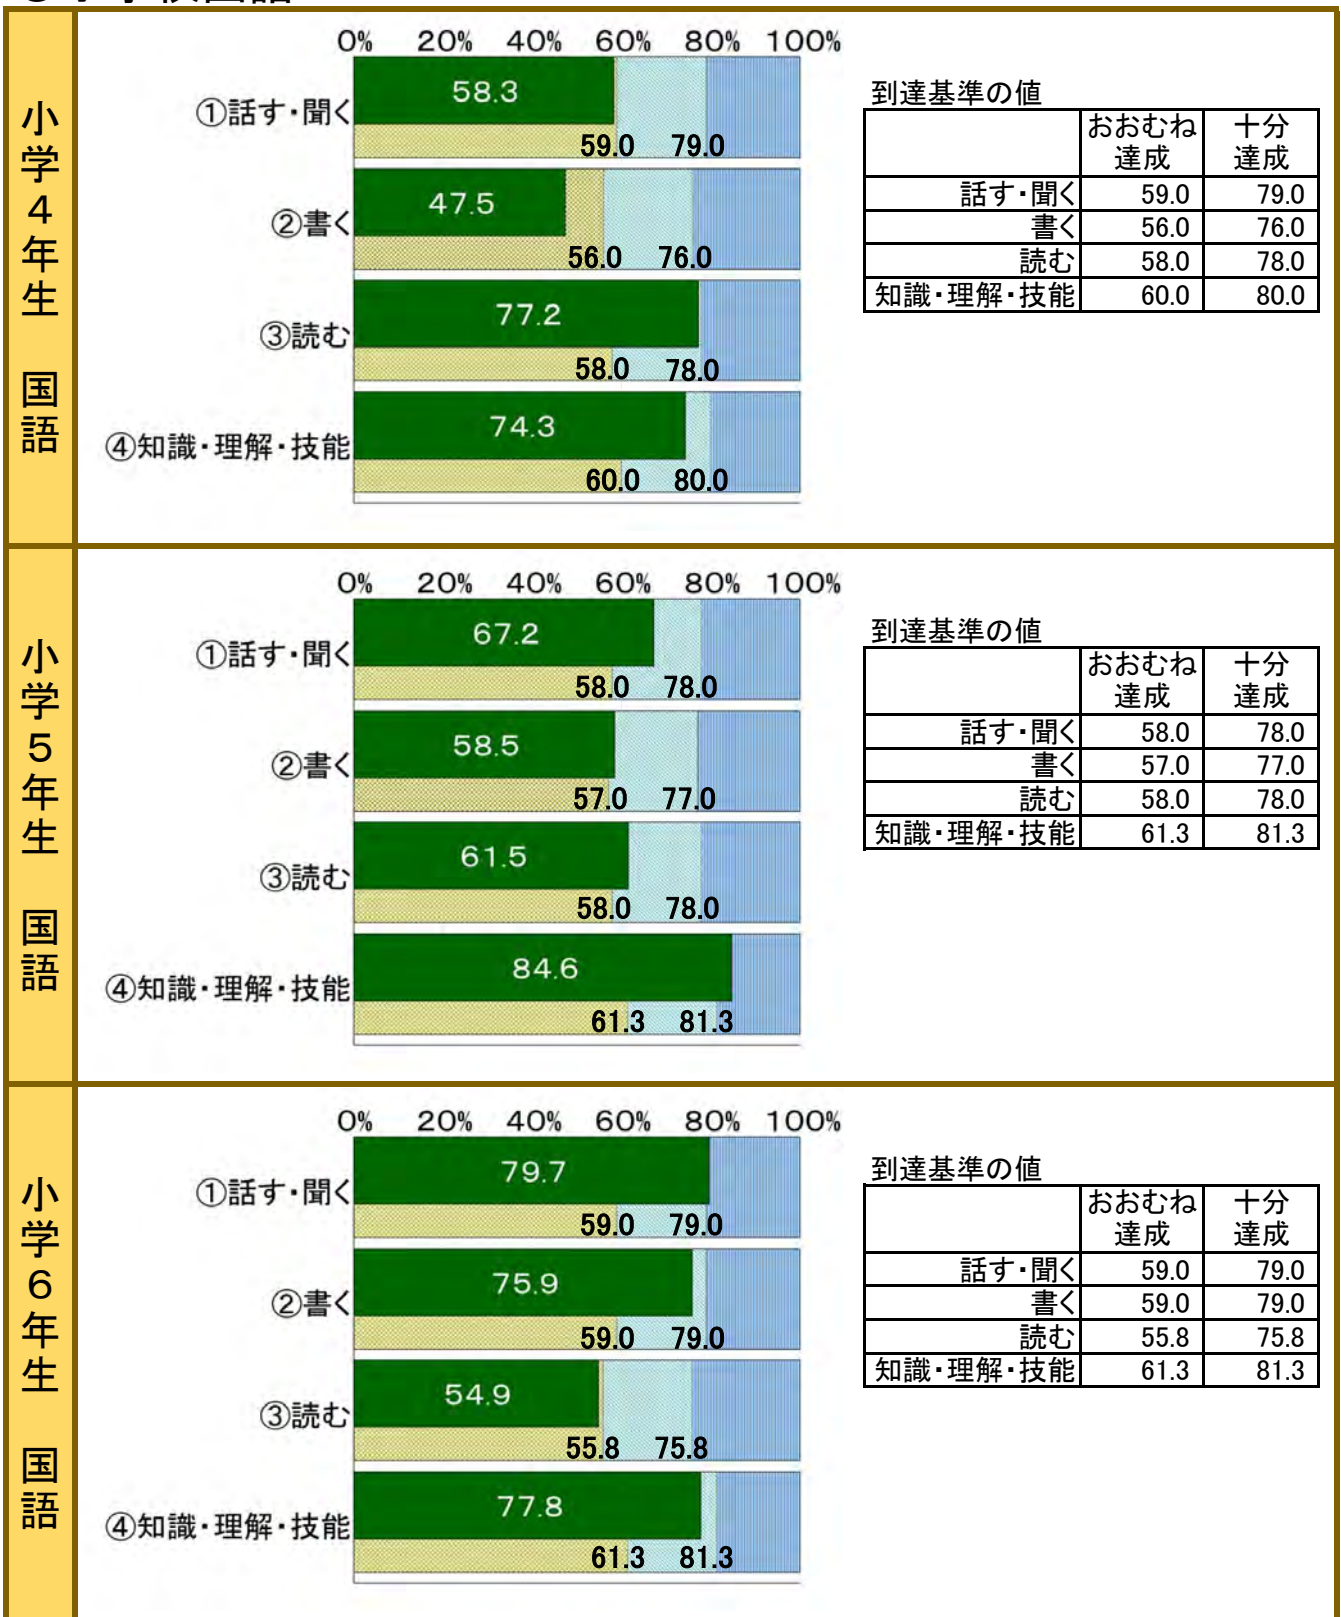 小学4年生 国語
0% 20% 40% 60% 80% 100%
①話す・聞く
58.3
59.0 79.0
②書く
47.5
56.0 76.0
③読む
77.2
58.0 78.0
④知識・理解・技能
74.3
60.0 80.0
到達基準の値
おおむね達成 十分達成
話す・聞く 59.0 79.0
書く 56.0 76.0
読む 58.0 78.0
知識・理解・技能 60.0 80.0
小学5年生 国語
0% 20% 40% 60% 80% 100%
①話す・聞く
67.2
58.0 78.0
②書く
58.5
57.0 77.0
③読む
61.5
58.0 78.0
④知識・理解・技能
84.6
61.3 81.3
到達基準の値
おおむね達成 十分達成
話す・聞く 58.0 78.0
書く 57.0 77.0
読む 58.0 78.0
知識・理解・技能 61.3 81.3
小学6年生 国語
0% 20% 40% 60% 80% 100%
①話す・聞く
79.7
59.0 79.0
②書く
75.9
59.0 79.0
③読む
54.9
55.8 75.8
④知識・理解・技能
77.8
61.3 81.3
到達基準の値
おおむね達成 十分達成
話す・聞く 59.0 79.0
書く 59.0 79.0
読む 55.8 75.8
知識・理解・技能 61.3 81.3